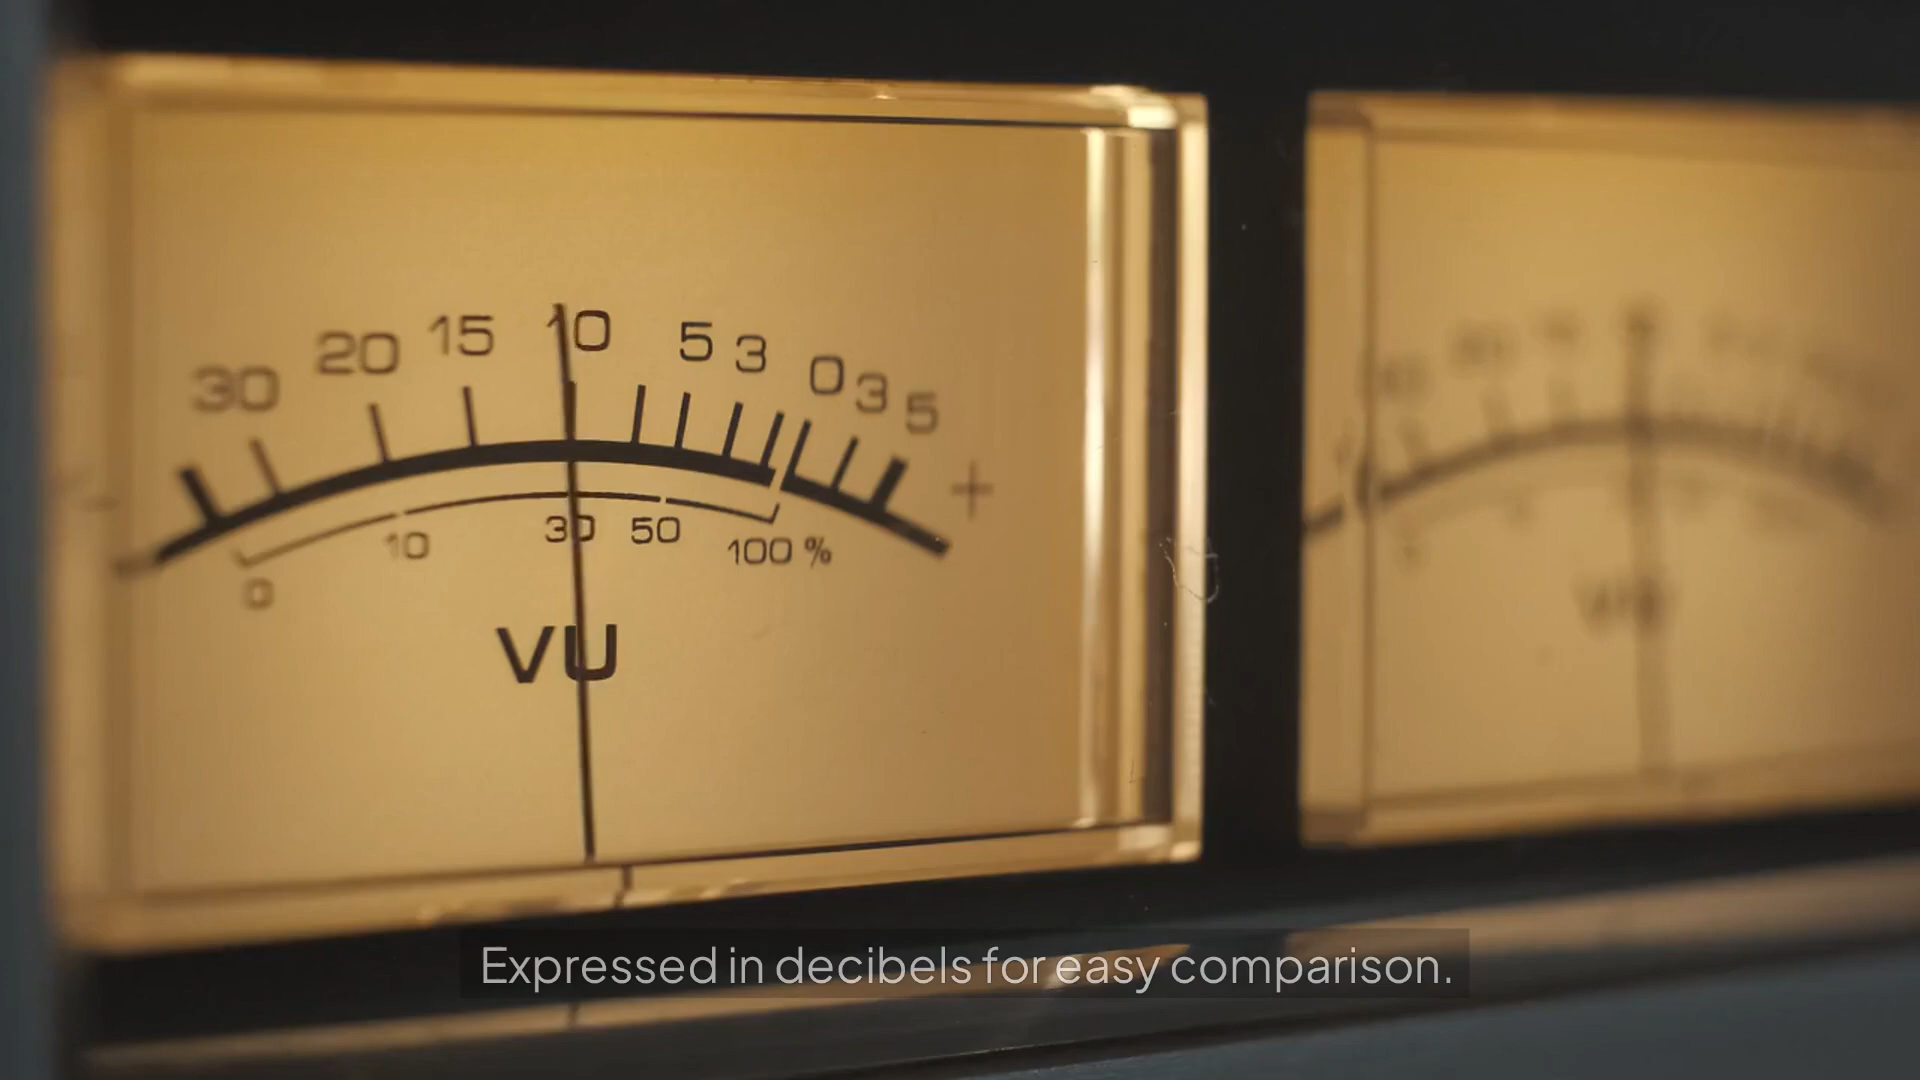 30 20 15 10 5 3 0 3 5 +
0 10 30 50 100 %
VU
Expressed in decibels for easy comparison.